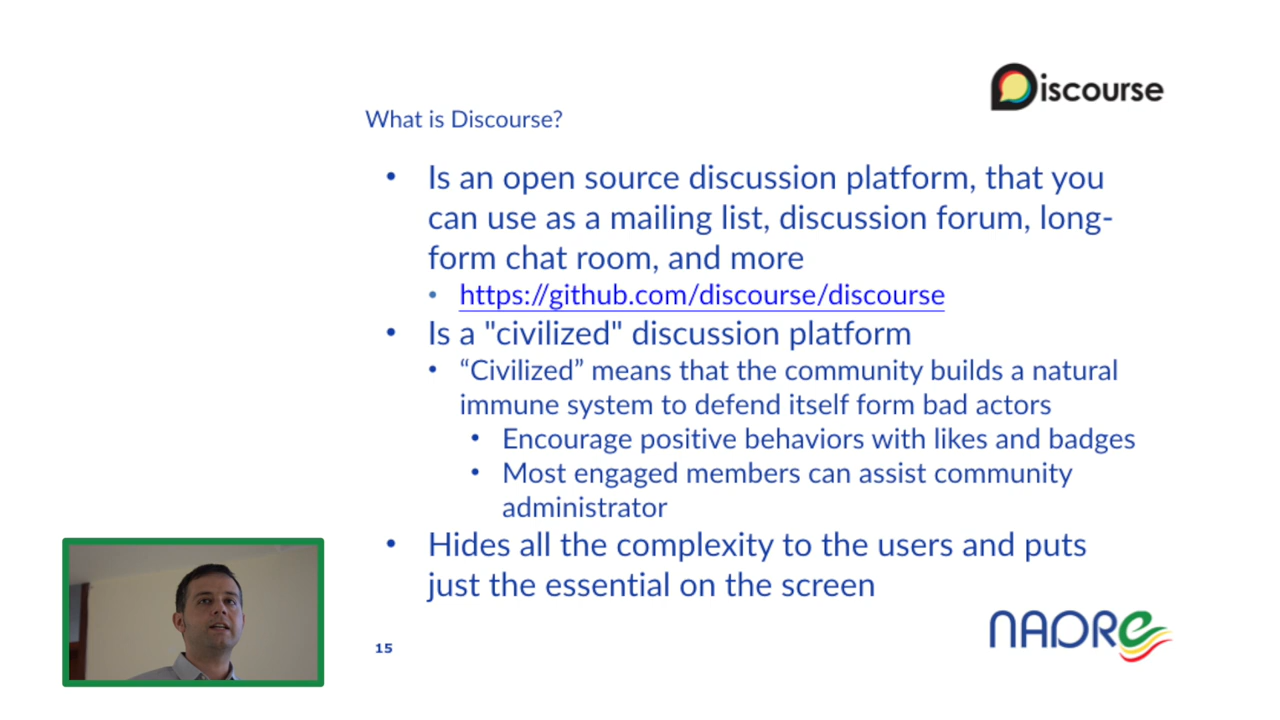 Discourse
What is Discourse?
• Is an open source discussion platform, that you
can use as a mailing list, discussion forum, long-
form chat room, and more
• https://github.com/discourse/discourse
• Is a "civilized" discussion platform
• “Civilized” means that the community builds a natural
immune system to defend itself form bad actors
• Encourage positive behaviors with likes and badges
• Most engaged members can assist community
administrator
• Hides all the complexity to the users and puts
just the essential on the screen
NADRe
15